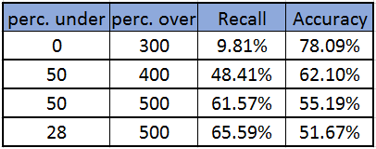 perc. under perc. over Recall Accuracy
0 300 9.81% 78.09%
50 400 48.41% 62.10%
50 500 61.57% 55.19%
28 500 65.59% 51.67%